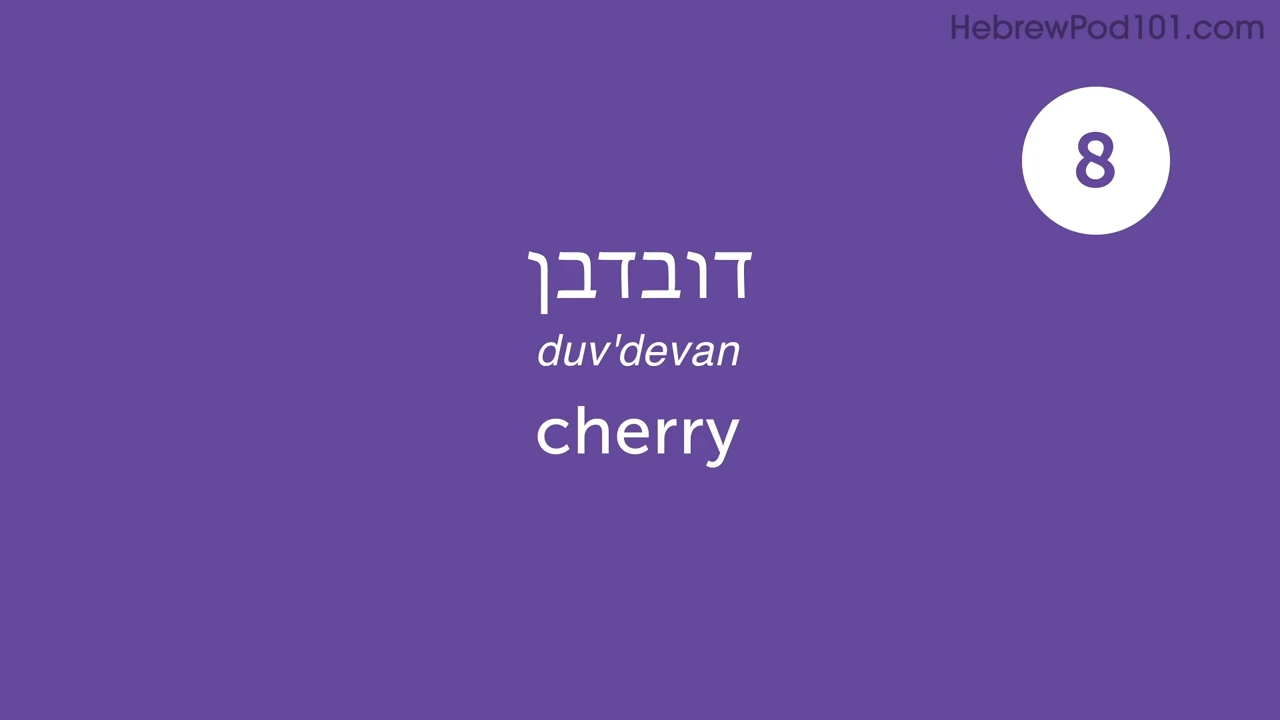 HebrewPod101.com
8
דובדבן
duv'devan
cherry